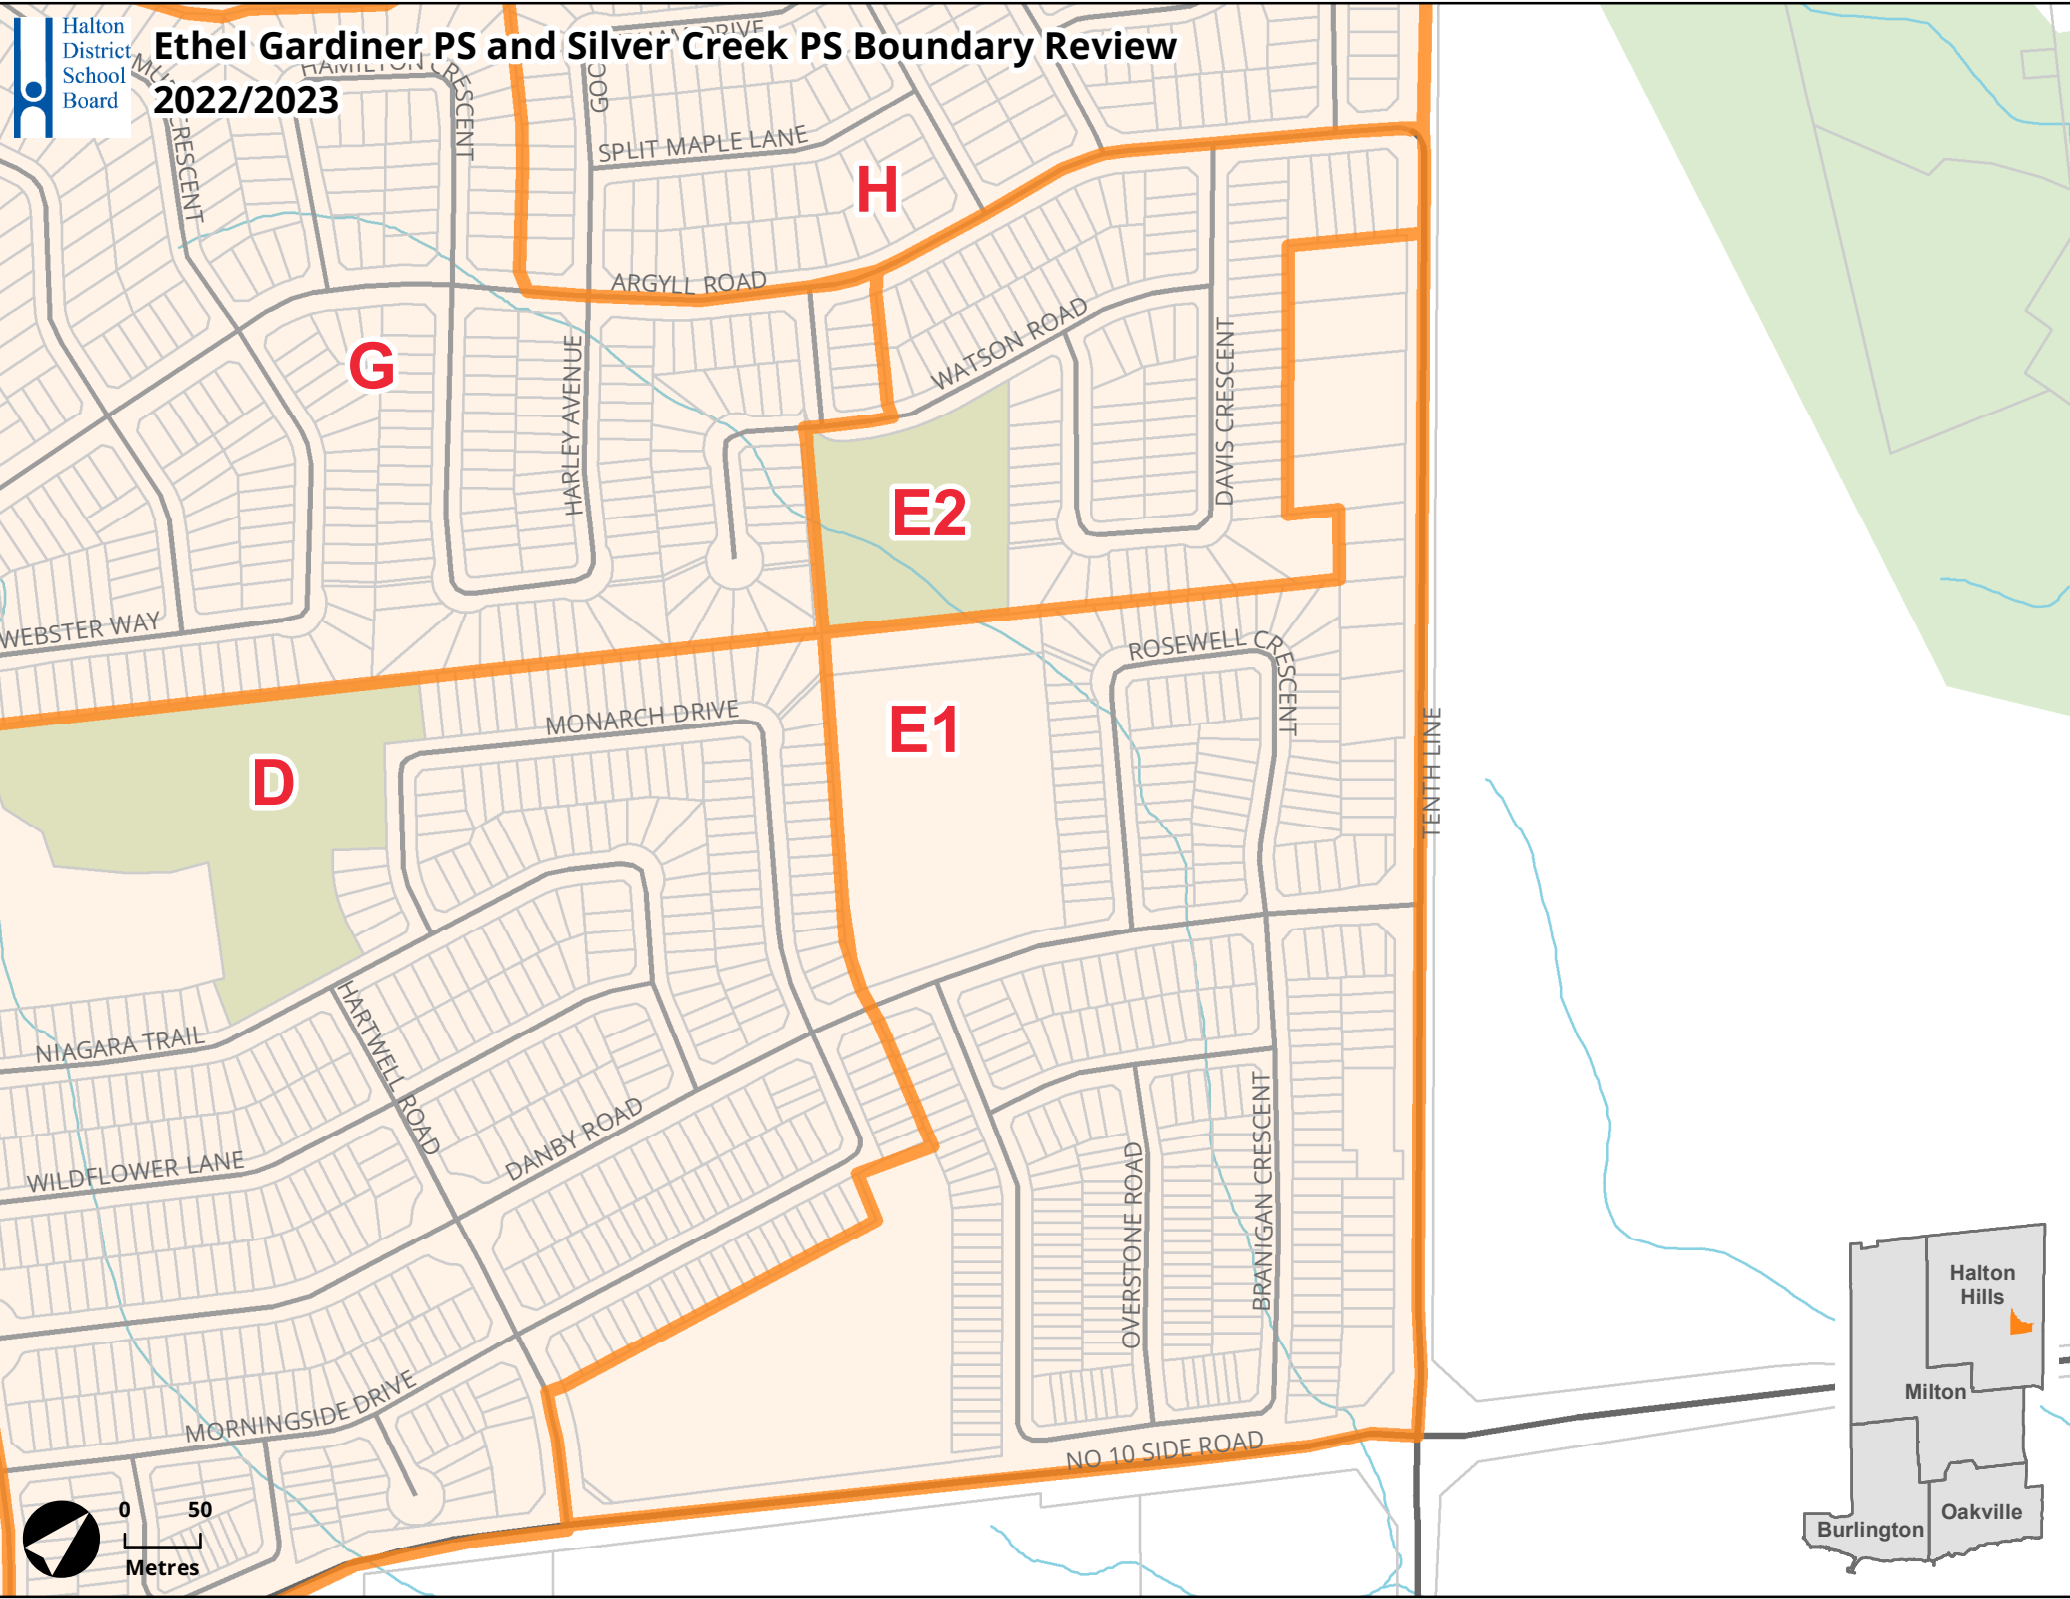 Halton
District
School
Board
Ethel Gardiner PS and Silver Creek PS Boundary Review
2022/2023
DRIVE
HAMILTON CRESCENT
CRESCENT
SPLIT MAPLE LANE
H
ARGYLL ROAD
G
HARLEY AVENUE
WATSON ROAD
DAVIS CRESCENT
E2
WEBSTER WAY
ROSEWELL CRESCENT
MONARCH DRIVE
E1
D
TENTH LINE
NIAGARA TRAIL
HARTWELL ROAD
DANBY ROAD
WILDFLOWER LANE
OVERSTONE ROAD
BRANIGAN CRESCENT
MORNINGSIDE DRIVE
NO 10 SIDE ROAD
0 50
Metres
Halton
Hills
Milton
Oakville
Burlington